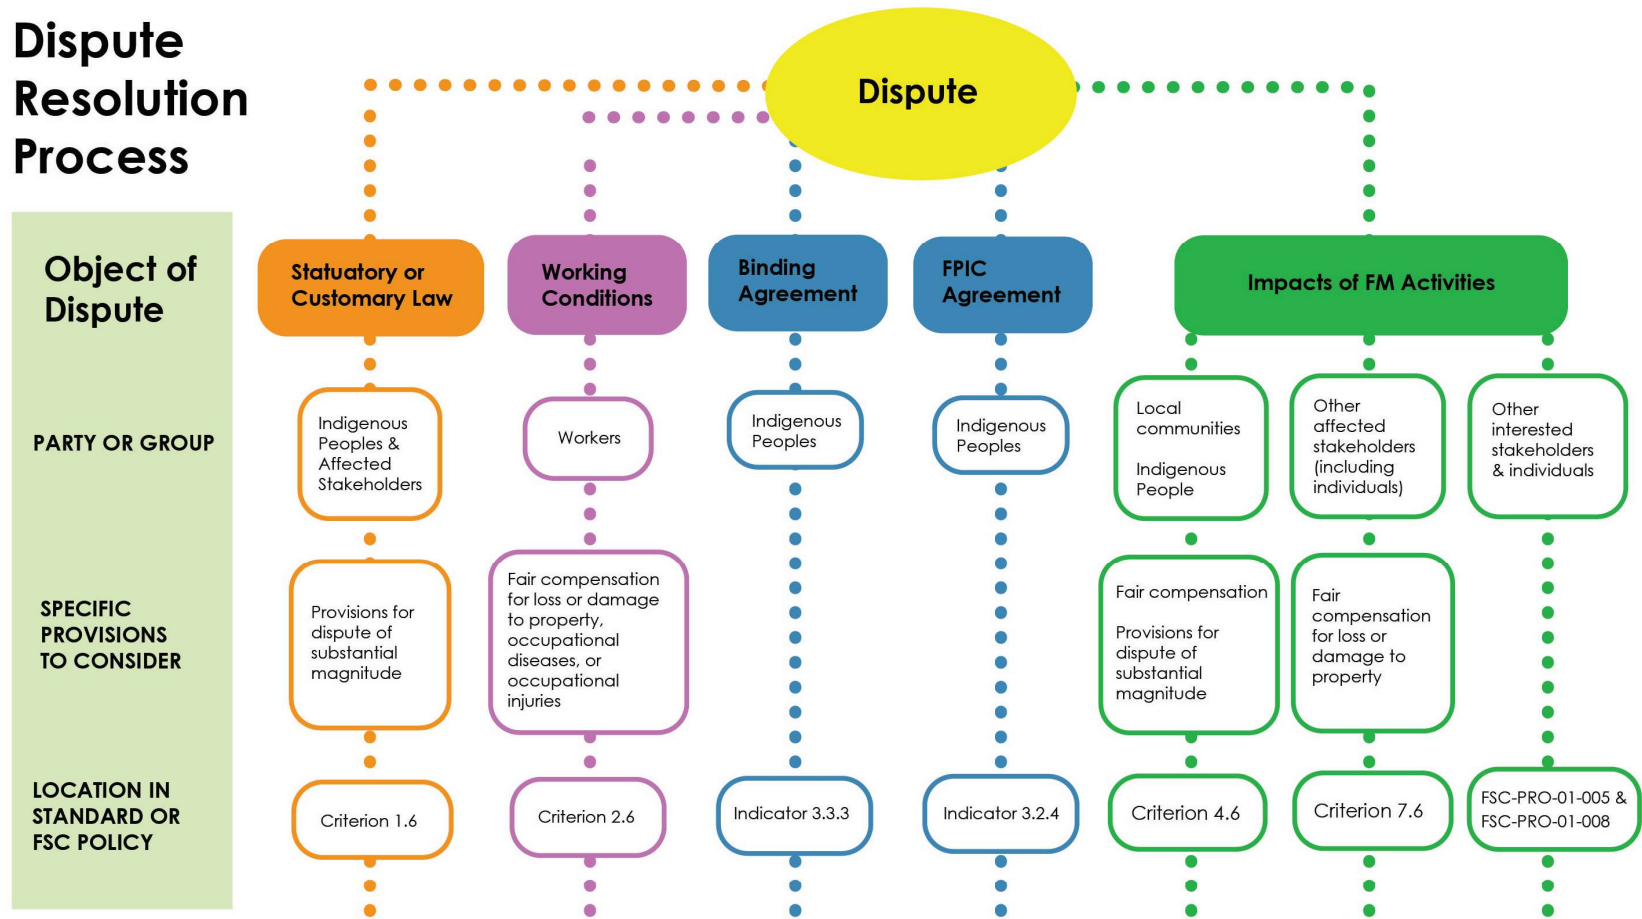 Dispute
Resolution
Process
Dispute
Object of
Dispute
Statuatory or
Customary Law
Working
Conditions
Binding
Agreement
FPIC
Agreement
Impacts of FM Activities
PARTY OR GROUP
Indigenous
Peoples &
Affected
Stakeholders
Workers
Indigenous
Peoples
Indigenous
Peoples
Local
communities
Indigenous
People
Other
affected
stakeholders
(including
individuals)
Other
interested
stakeholders
& individuals
SPECIFIC
PROVISIONS
TO CONSIDER
Provisions for
dispute of
substantial
magnitude
Fair compensation
for loss or damage
to property,
occupational
diseases, or
occupational
injuries
Fair compensation
Provisions for
dispute of
substantial
magnitude
Fair
compensation
for loss or
damage to
property
LOCATION IN
STANDARD OR
FSC POLICY
Criterion 1.6
Criterion 2.6
Indicator 3.3.3
Indicator 3.2.4
Criterion 4.6
Criterion 7.6
FSC-PRO-01-005 &
FSC-PRO-01-008